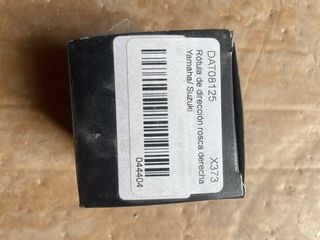 DAT08125 X373
Rótula de dirección rosca derecha
Yamaha/ Suzuki
044404